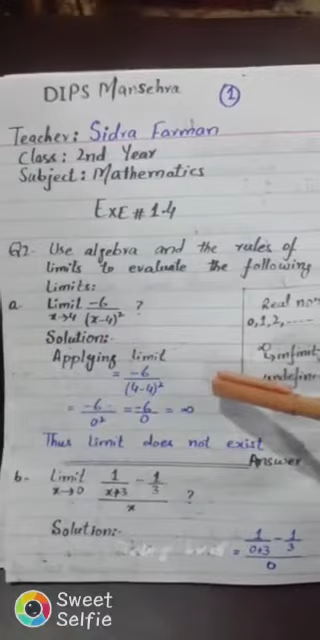 DIPS Mansehra
①
Teacher: Sidra Farman
Class: 2nd Year
Subject: Mathematics
EXE # 1.4
Q2- Use algebra and the rules of
limits to evaluate the following
Limits:
a- Limit x→4 -6/(x-4)² ?
Real no
0,1,2,----
Solution:-
Applying limit
∞
↳ infinit
undefine
= -6/(4-4)²
= -6/0² = -6/0 = ∞
Thus Limit does not exist
Answer
b- Limit x→0 (1/(x+3) - 1/3)/x ?
Solution:-
= (1/(0+3) - 1/3)/0
Sweet
Selfie